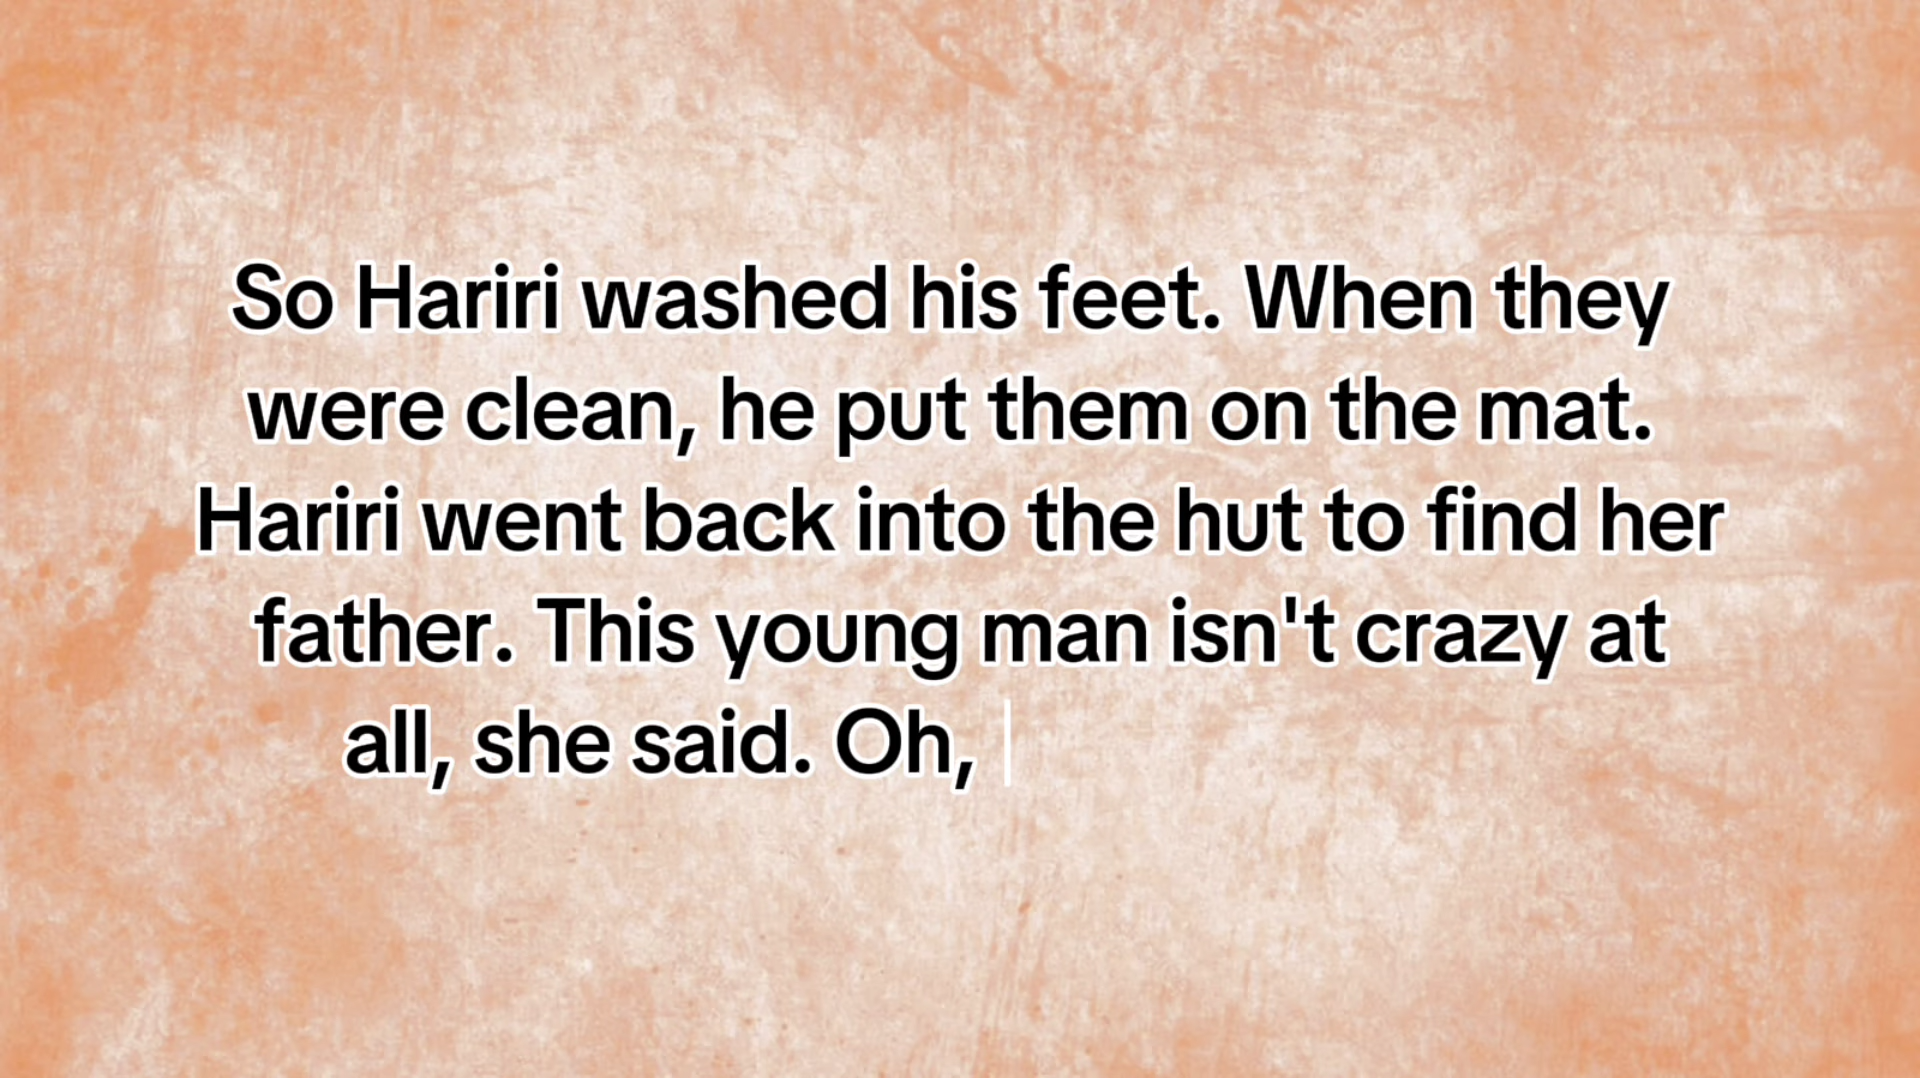 So Hariri washed his feet. When they
were clean, he put them on the mat.
Hariri went back into the hut to find her
father. This young man isn't crazy at
all, she said. Oh,